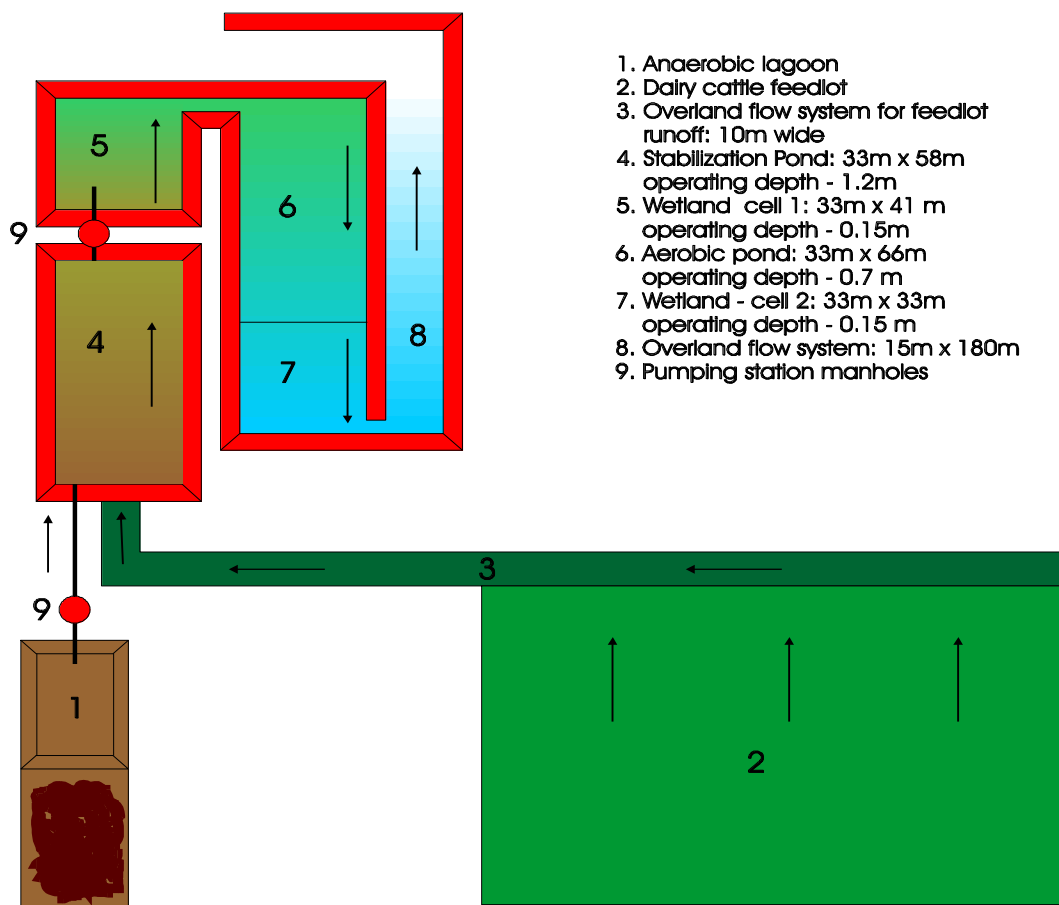 1. Anaerobic lagoon
2. Dairy cattle feedlot
3. Overland flow system for feedlot
runoff: 10m wide
4. Stabilization Pond: 33m x 58m
operating depth - 1.2m
5. Wetland cell 1: 33m x 41 m
operating depth - 0.15m
6. Aerobic pond: 33m x 66m
operating depth - 0.7 m
7. Wetland - cell 2: 33m x 33m
operating depth - 0.15 m
8. Overland flow system: 15m x 180m
9. Pumping station manholes
5
6
9
4
8
7
3
9
1
2